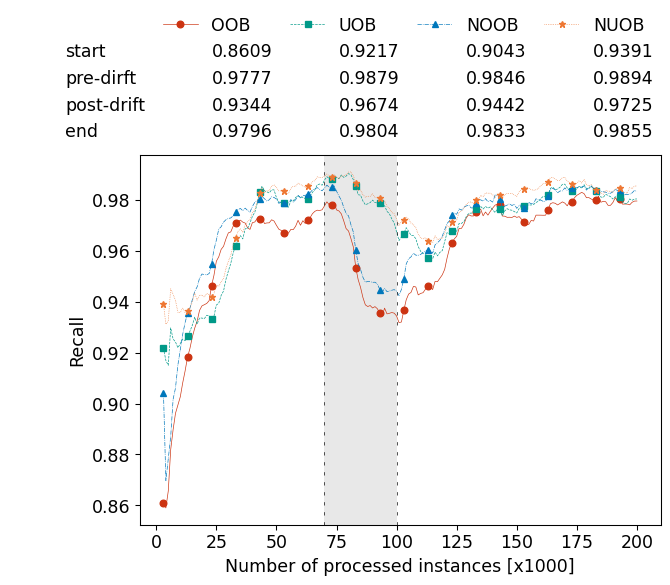 OOB UOB NOOB NUOB
start 0.8609 0.9217 0.9043 0.9391
pre-dirft 0.9777 0.9879 0.9846 0.9894
post-drift 0.9344 0.9674 0.9442 0.9725
end 0.9796 0.9804 0.9833 0.9855
0.98
0.96
0.94
0.92
0.90
0.88
0.86
Recall
0 25 50 75 100 125 150 175 200
Number of processed instances [x1000]